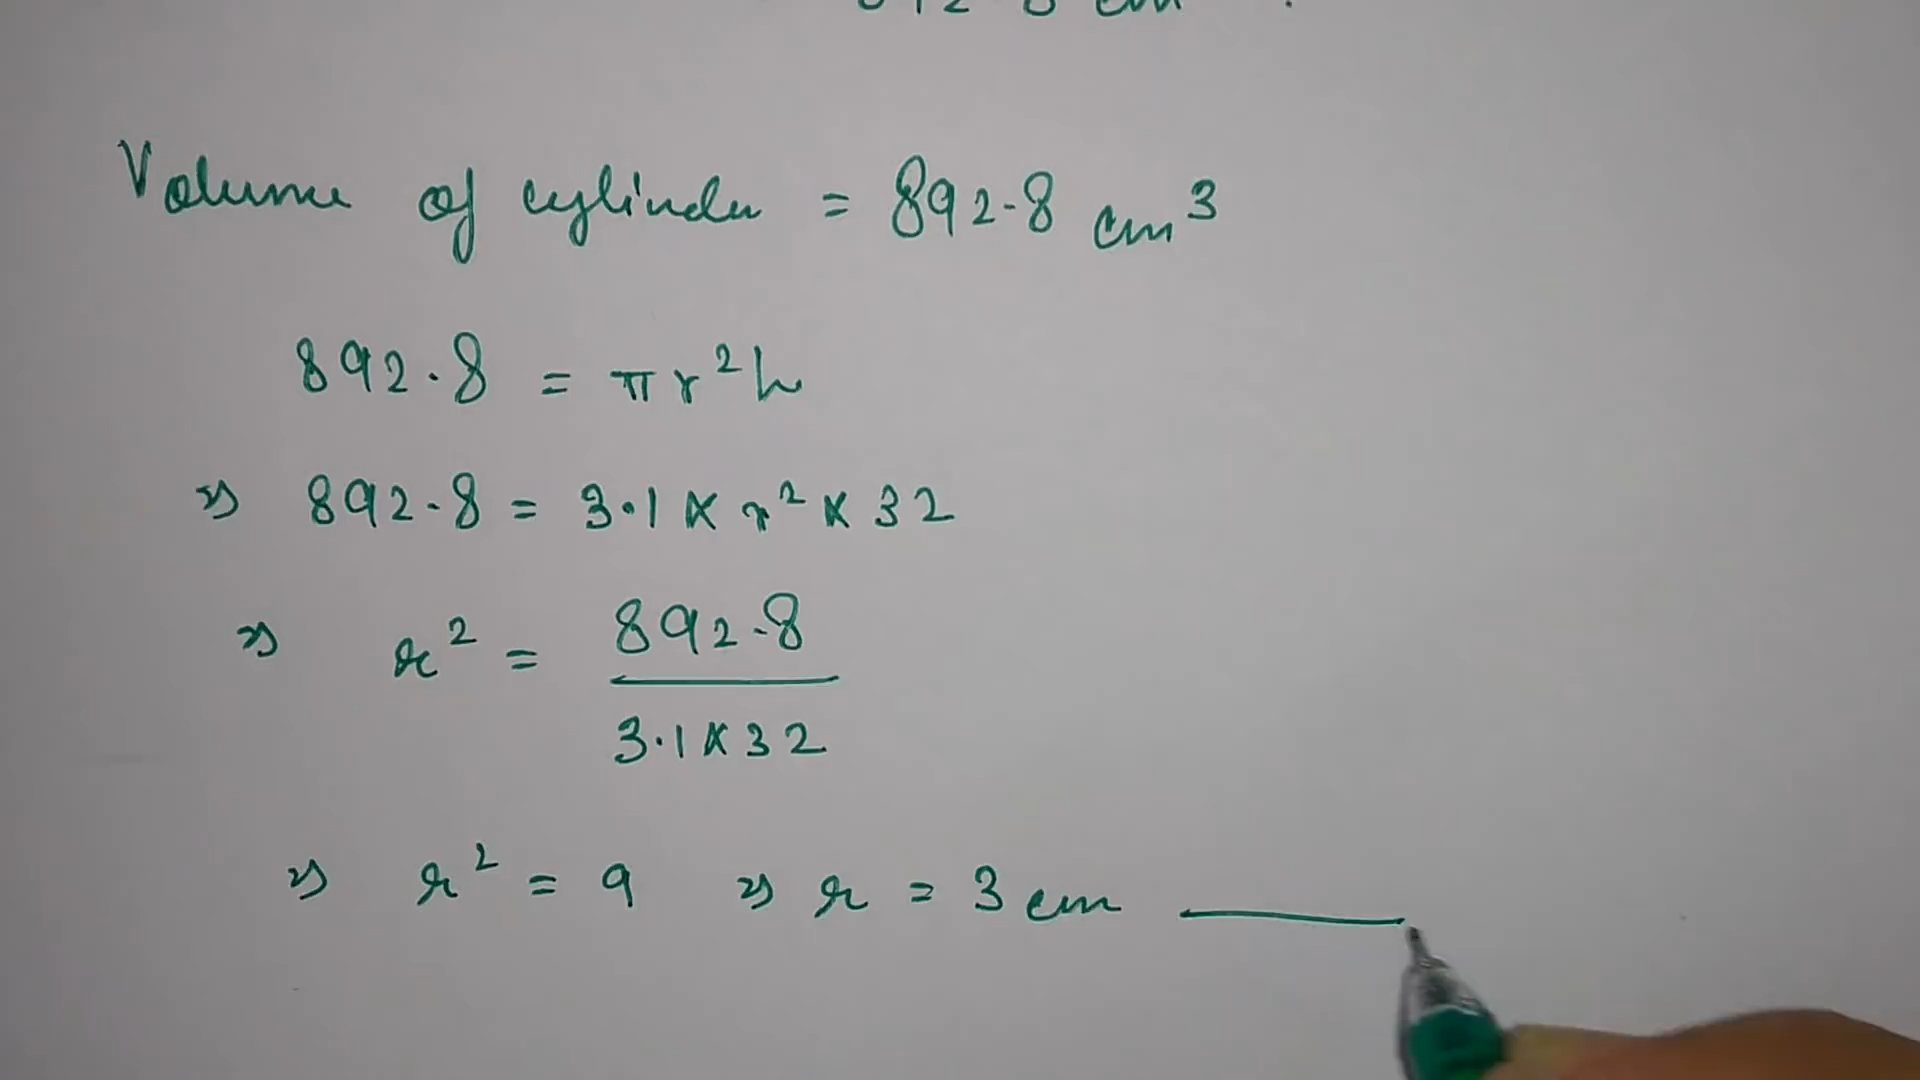 Volume of cylinder = 892.8 cm³
892.8 = πr²h
⇒ 892.8 = 3.1 × r² × 32
⇒ r² = 892.8 / 3.1 × 32
⇒ r² = 9 ⇒ r = 3 cm